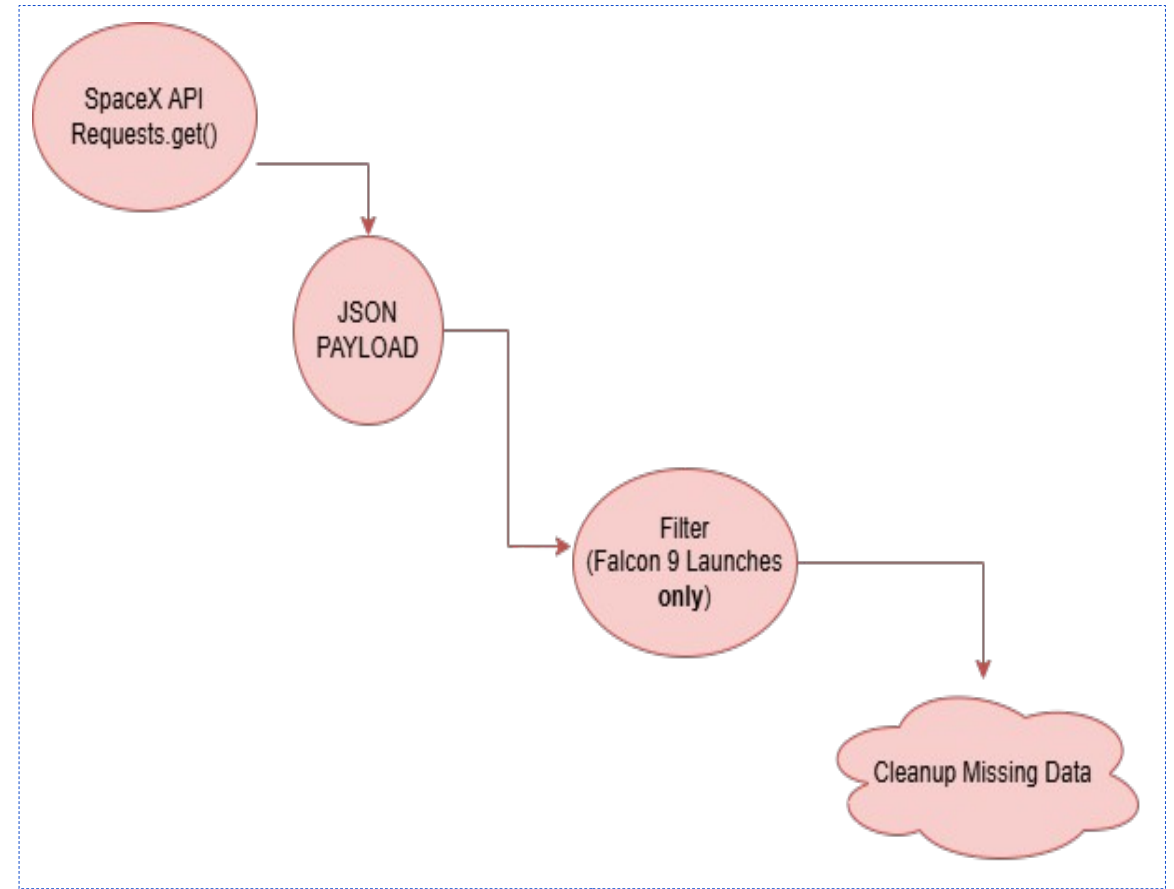 SpaceX API
Requests.get()
JSON
PAYLOAD
Filter
(Falcon 9 Launches
only)
Cleanup Missing Data